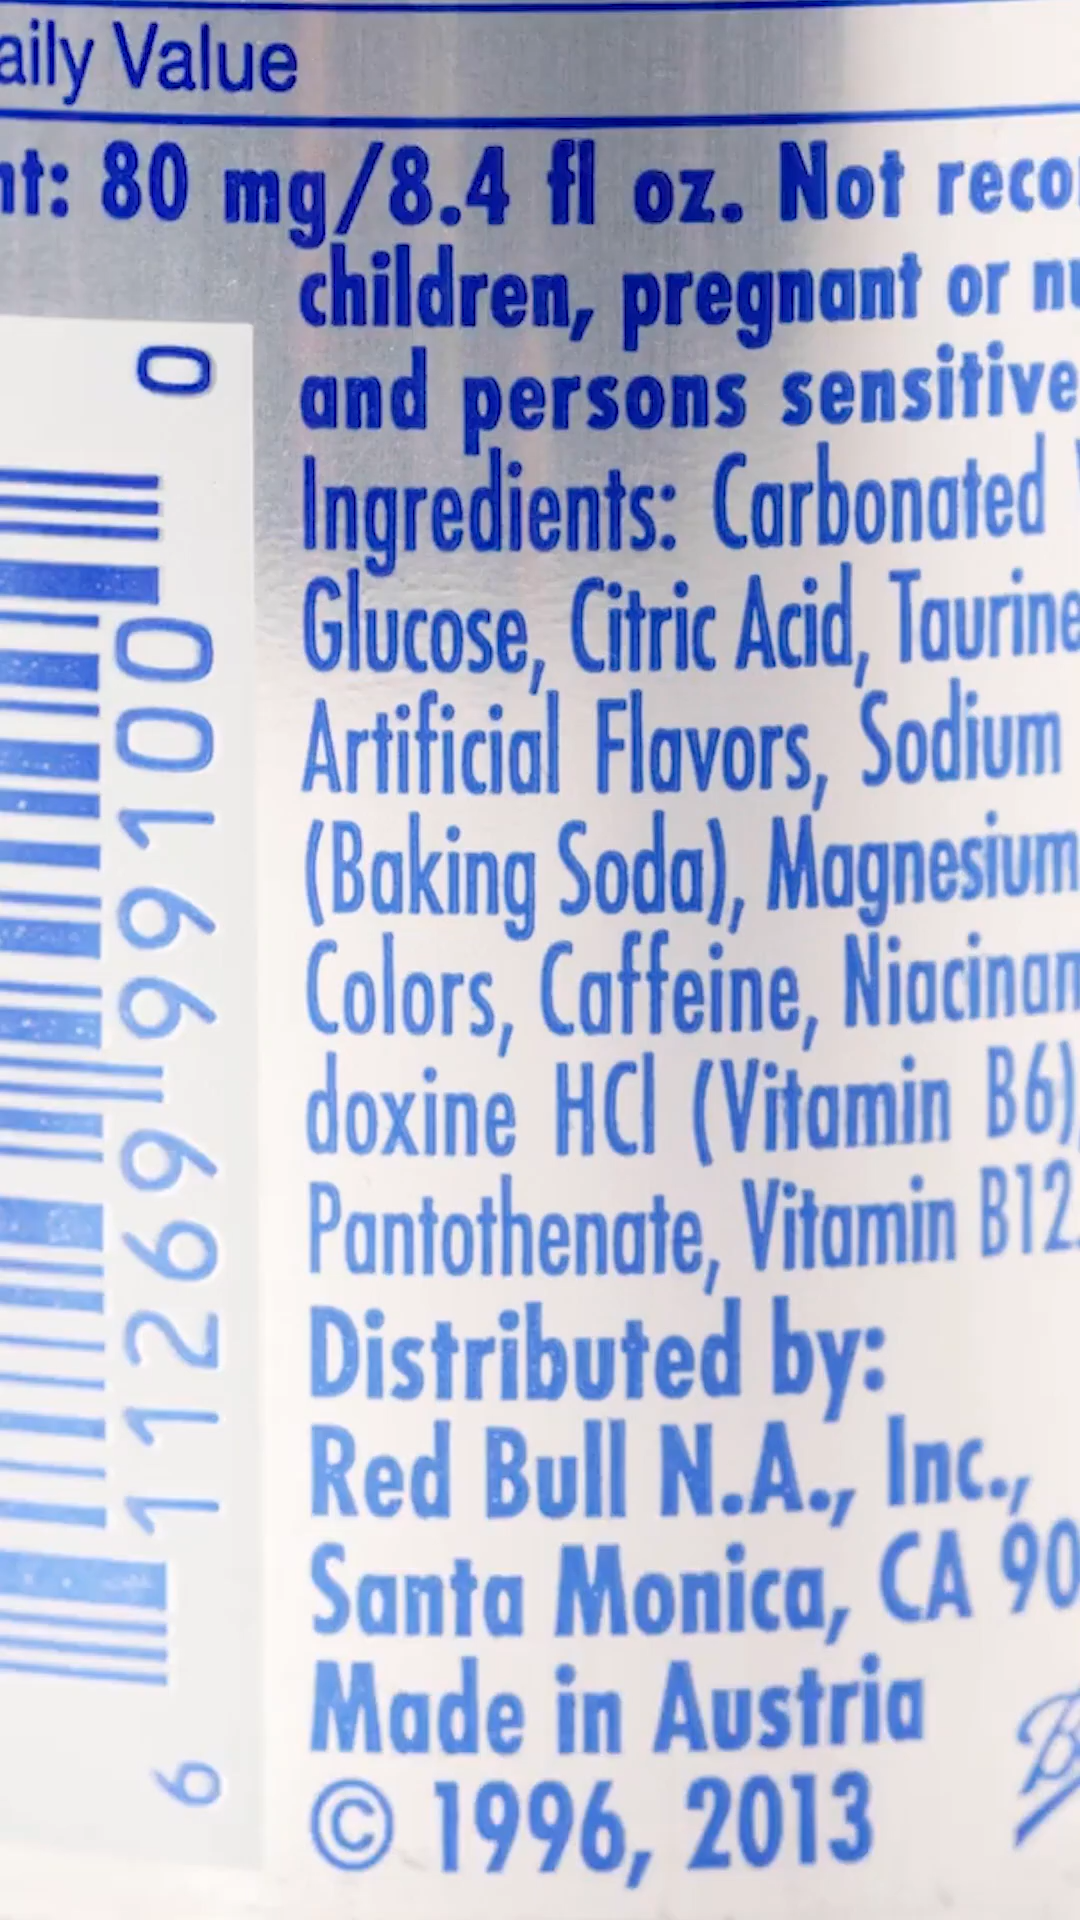 aily Value
nt: 80 mg/8.4 fl oz. Not reco
children, pregnant or nu
and persons sensitive
Ingredients: Carbonated
Glucose, Citric Acid, Taurine
Artificial Flavors, Sodium
(Baking Soda), Magnesium
Colors, Caffeine, Niacinam
doxine HCl (Vitamin B6),
Pantothenate, Vitamin B12.
Distributed by:
Red Bull N.A., Inc.,
Santa Monica, CA 90
Made in Austria
© 1996, 2013
6 11269 99100 0